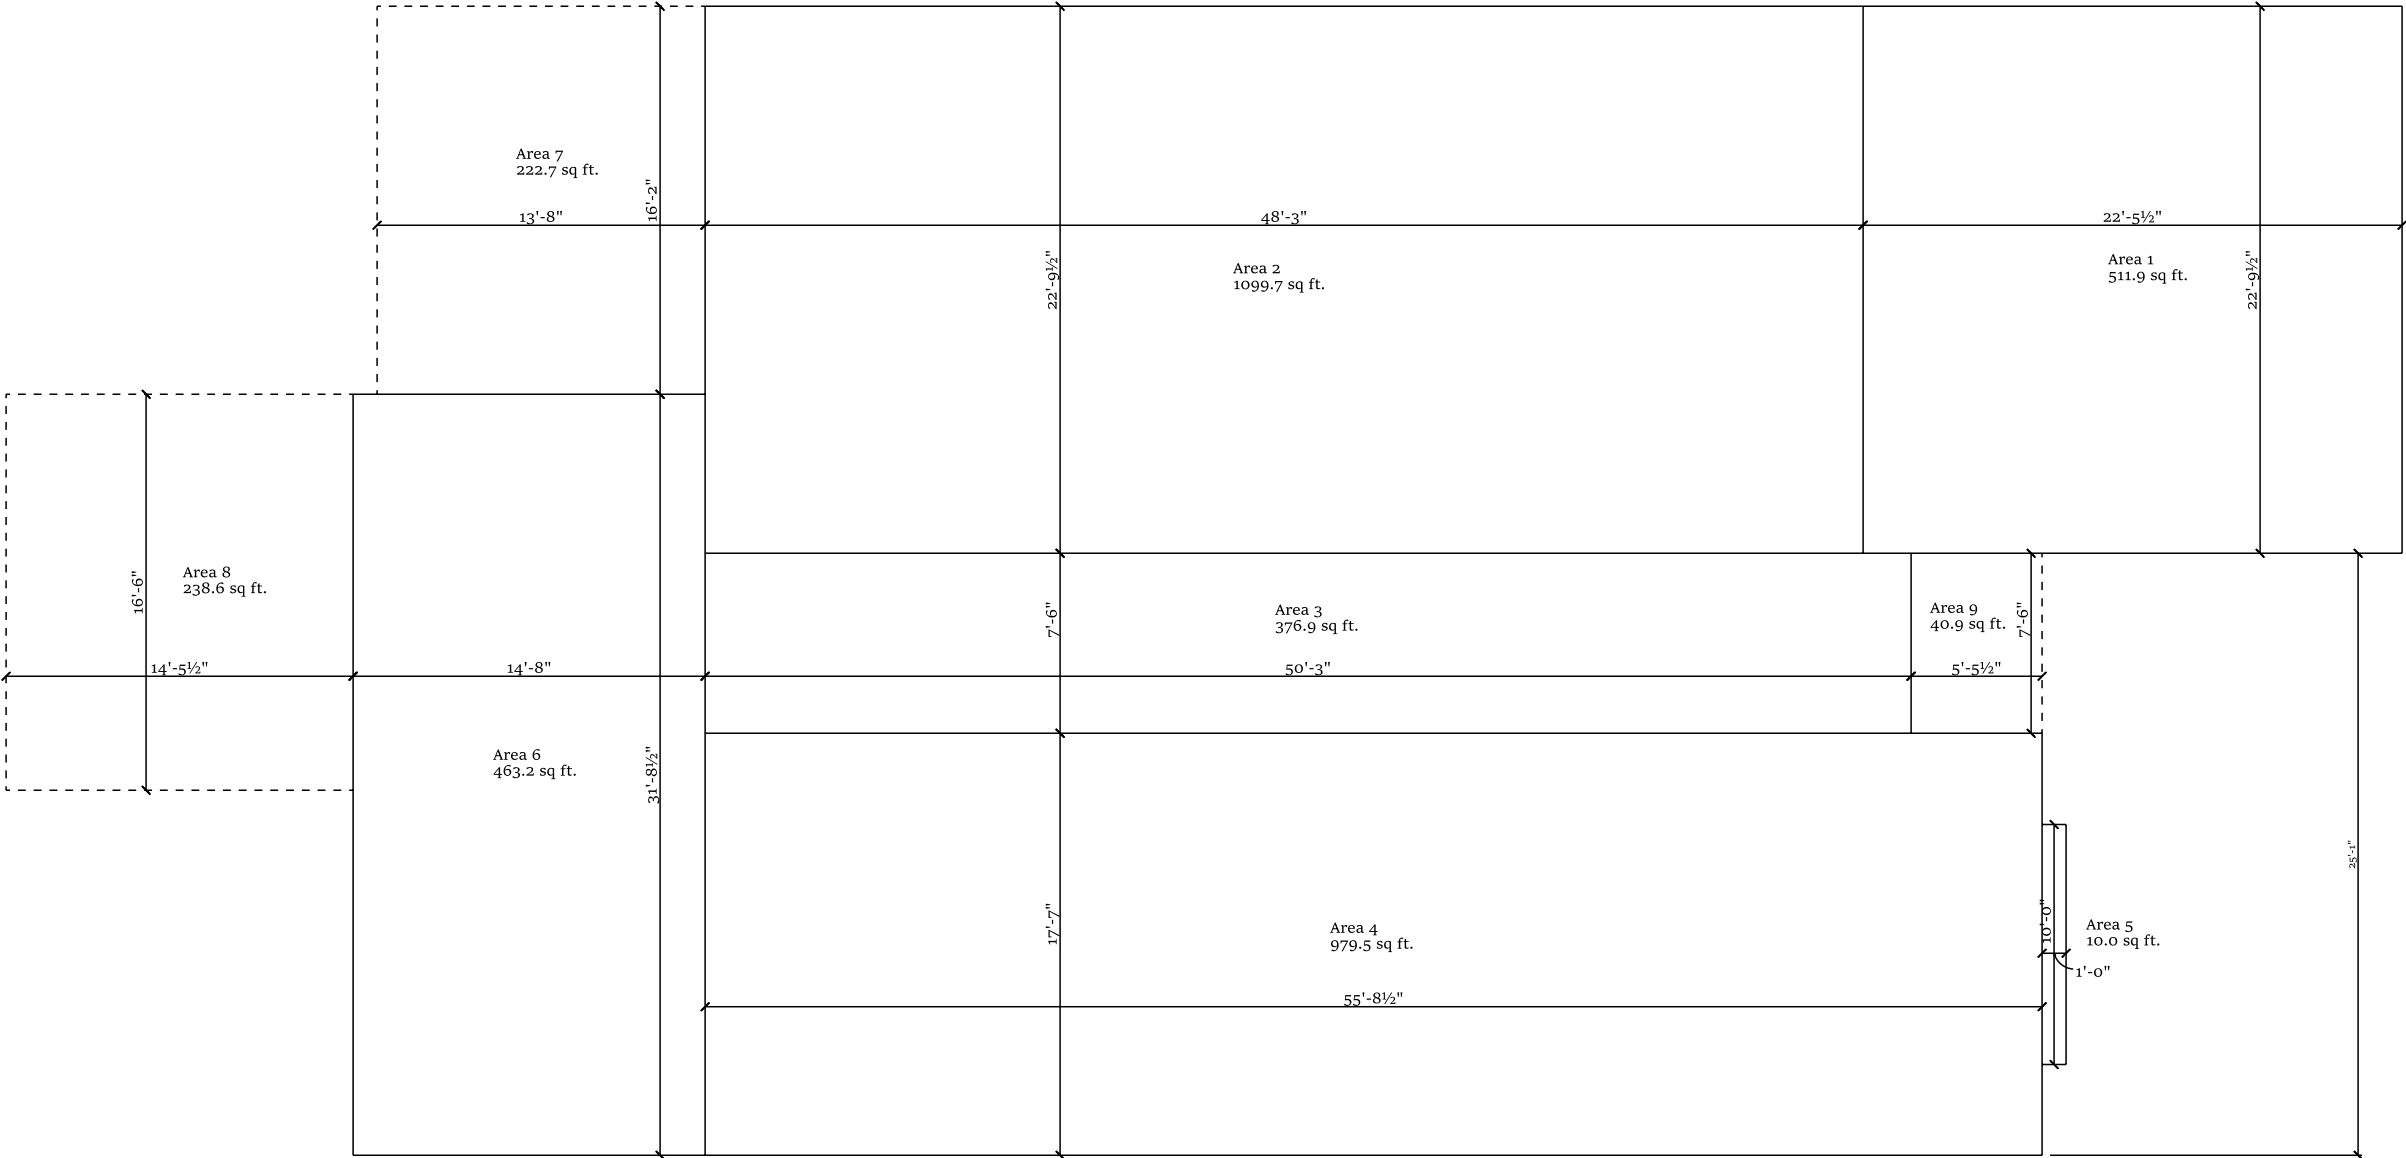 Area 7
222.7 sq ft.
16'-2"
13'-8"
48'-3"
22'-5½"
22'-9½"
Area 2
1099.7 sq ft.
Area 1
511.9 sq ft.
22'-9½"
Area 8
238.6 sq ft.
16'-6"
14'-5½"
14'-8"
7'-6"
Area 3
376.9 sq ft.
50'-3"
Area 9
40.9 sq ft.
7'-6"
5'-5½"
Area 6
463.2 sq ft.
31'-8½"
25'-1"
17'-7"
Area 4
979.5 sq ft.
10'-0"
Area 5
10.0 sq ft.
1'-0"
55'-8½"